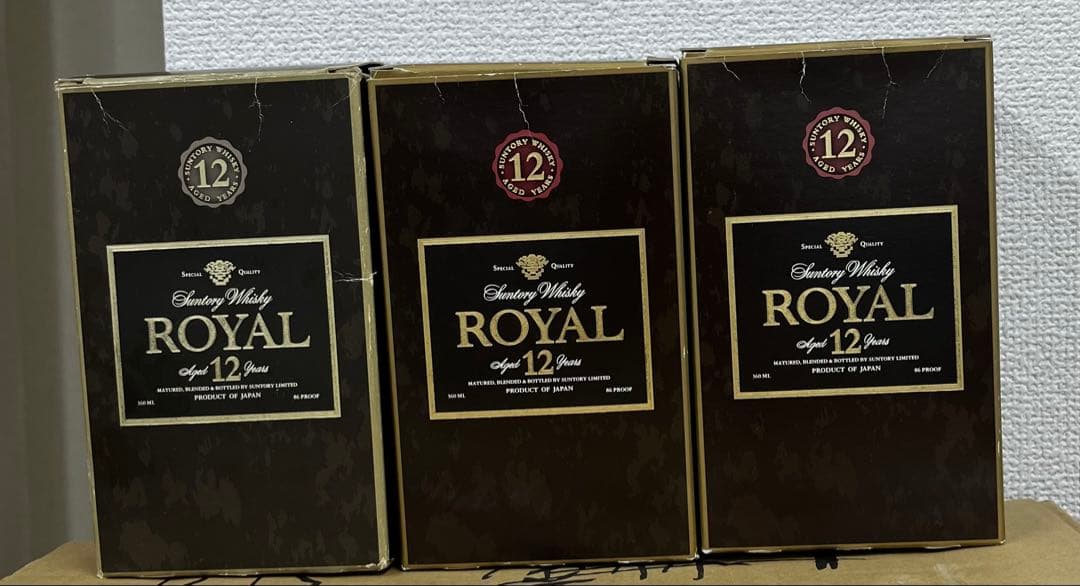 SUNTORY WHISKY
12
AGED YEARS
SPECIAL QUALITY
Suntory Whisky
ROYAL
Aged 12 Years
MATURED, BLENDED & BOTTLED BY SUNTORY LIMITED
PRODUCT OF JAPAN
86 PROOF
SUNTORY WHISKY
12
AGED YEARS
SPECIAL QUALITY
Suntory Whisky
ROYAL
Aged 12 Years
MATURED, BLENDED & BOTTLED BY SUNTORY LIMITED
PRODUCT OF JAPAN
86 PROOF
SUNTORY WHISKY
12
AGED YEARS
SPECIAL QUALITY
Suntory Whisky
ROYAL
Aged 12 Years
MATURED, BLENDED & BOTTLED BY SUNTORY LIMITED
PRODUCT OF JAPAN
86 PROOF